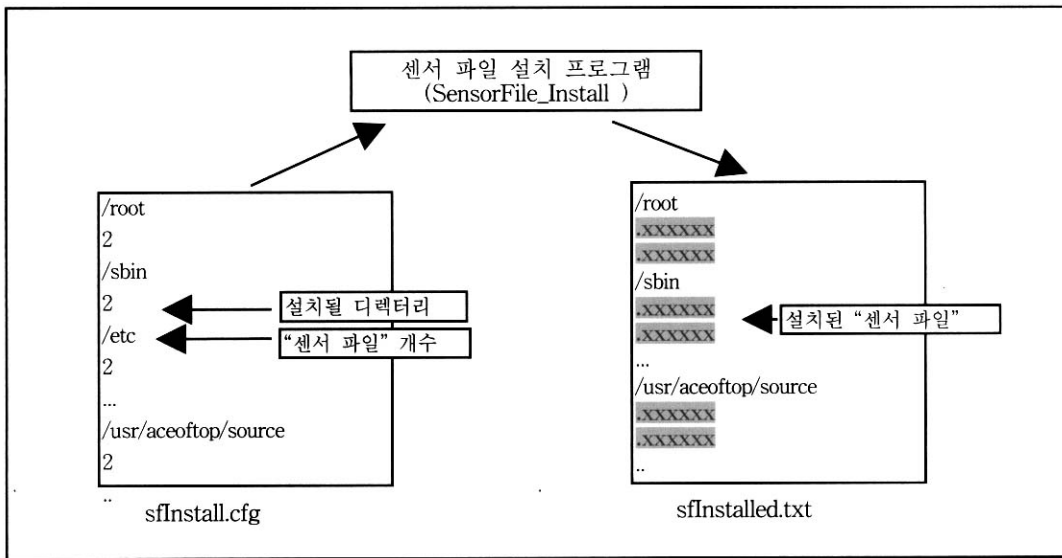 센서 파일 설치 프로그램
(SensorFile_Install )
/root
2
/sbin
2
/etc
2
...
/usr/aceoftop/source
2
..
sfInstall.cfg
설치될 디렉터리
“센서 파일” 개수
/root
.xxxxxx
.xxxxxx
/sbin
.xxxxxx
.xxxxxx
...
/usr/aceoftop/source
.xxxxxx
.xxxxxx
..
설치된 “센서 파일”
sfInstalled.txt